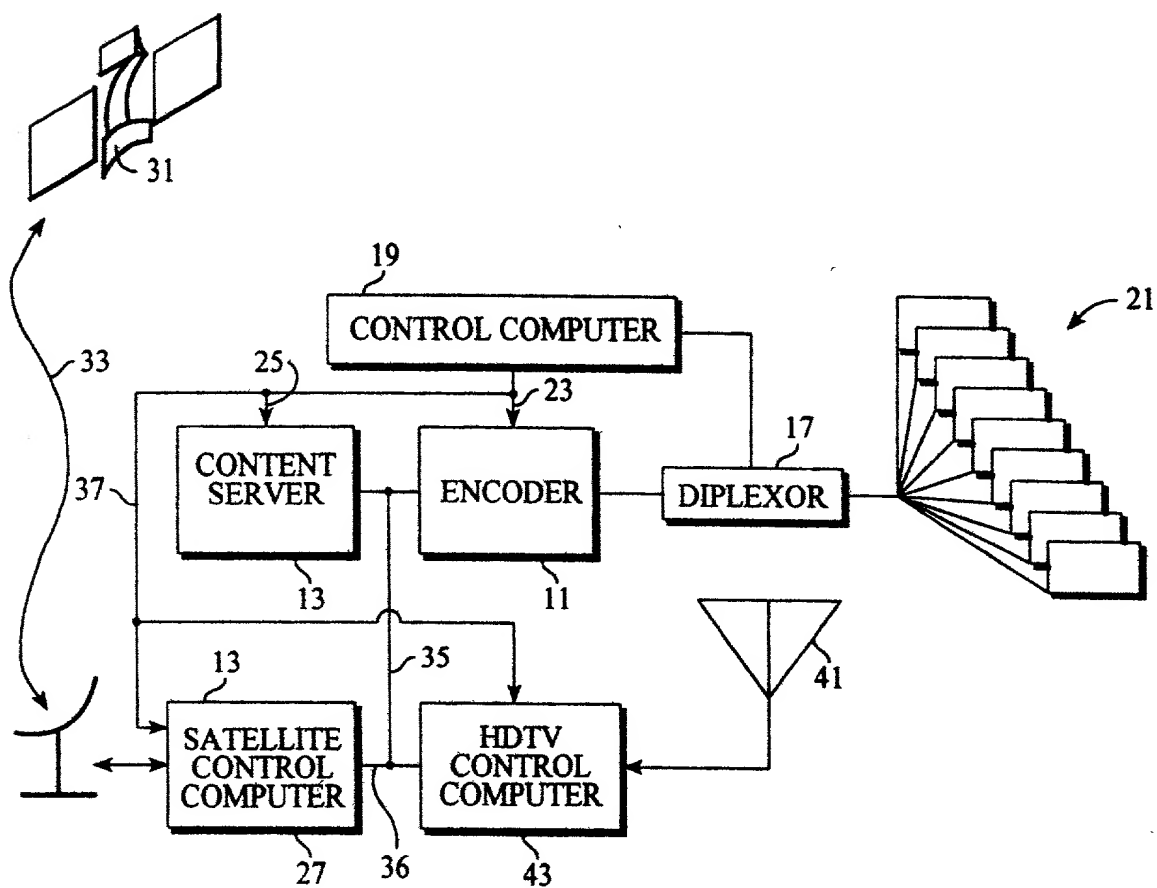 31
19
CONTROL COMPUTER
21
33
25
23
17
CONTENT
SERVER
ENCODER
DIPLEXOR
37
13
11
35
41
13
SATELLITE
CONTROL
COMPUTER
HDTV
CONTROL
COMPUTER
27
36
43